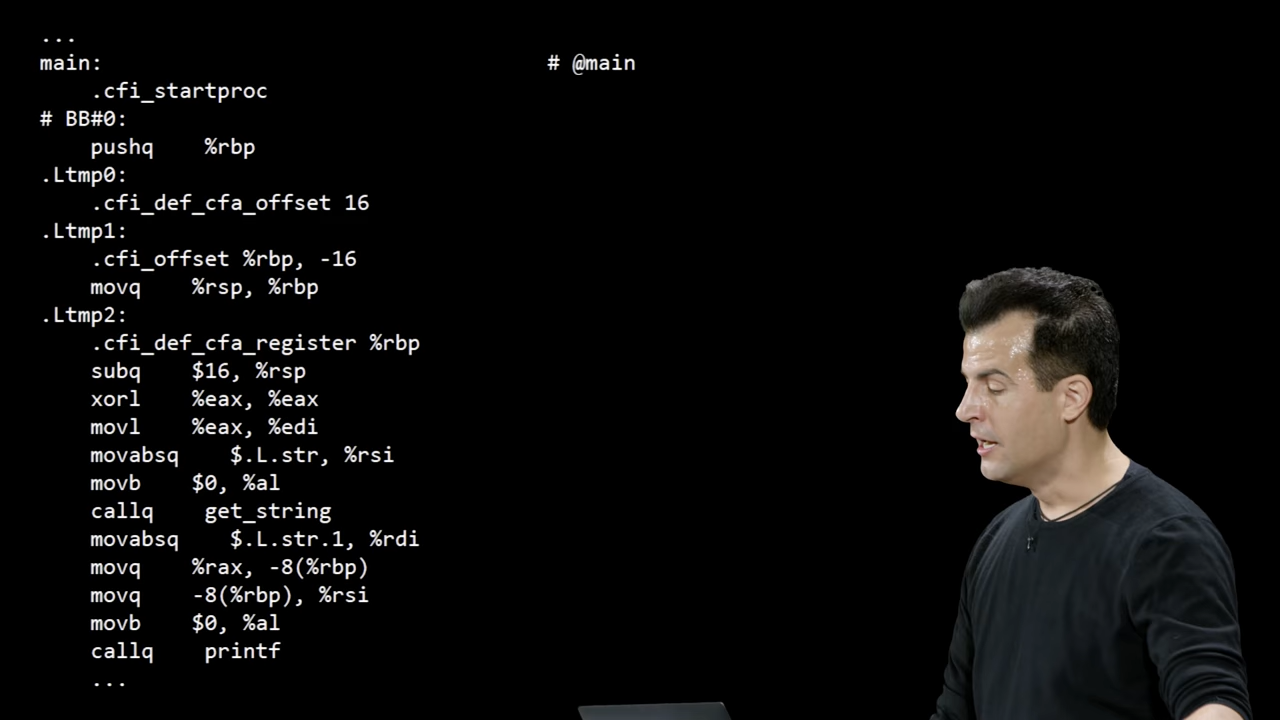 ...
main: # @main
.cfi_startproc
# BB#0:
pushq %rbp
.Ltmp0:
.cfi_def_cfa_offset 16
.Ltmp1:
.cfi_offset %rbp, -16
movq %rsp, %rbp
.Ltmp2:
.cfi_def_cfa_register %rbp
subq $16, %rsp
xorl %eax, %eax
movl %eax, %edi
movabsq $.L.str, %rsi
movb $0, %al
callq get_string
movabsq $.L.str.1, %rdi
movq %rax, -8(%rbp)
movq -8(%rbp), %rsi
movb $0, %al
callq printf
...